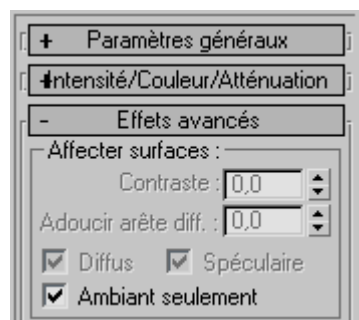 + Paramètres généraux
+ Intensité/Couleur/Atténuation
- Effets avancés
Affecter surfaces :
Contraste : 0,0
Adoucir arête diff. : 0,0
Diffus Spéculaire
Ambiant seulement